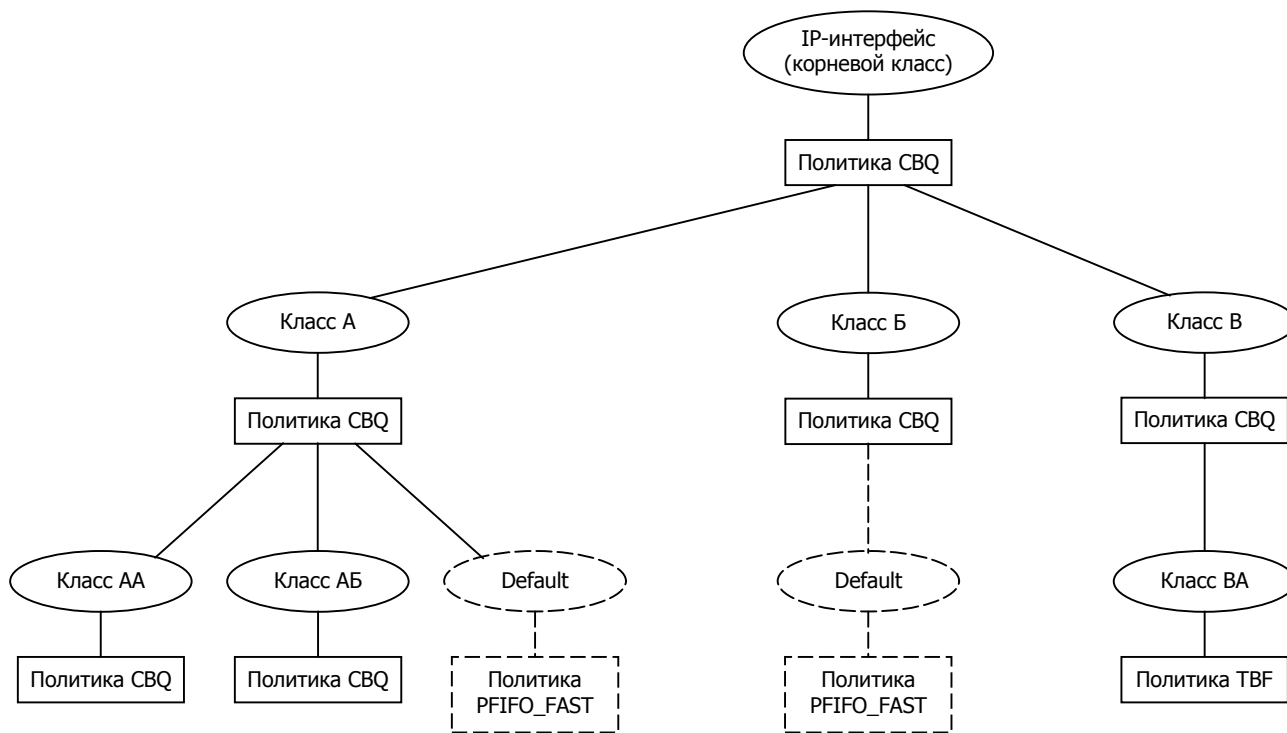 IP-интерфейс
(корневой класс)
Политика CBQ
Класс А
Класс Б
Класс В
Политика CBQ
Политика CBQ
Политика CBQ
Класс АА
Класс АБ
Default
Default
Класс ВА
Политика CBQ
Политика CBQ
Политика
PFIFO_FAST
Политика
PFIFO_FAST
Политика TBF